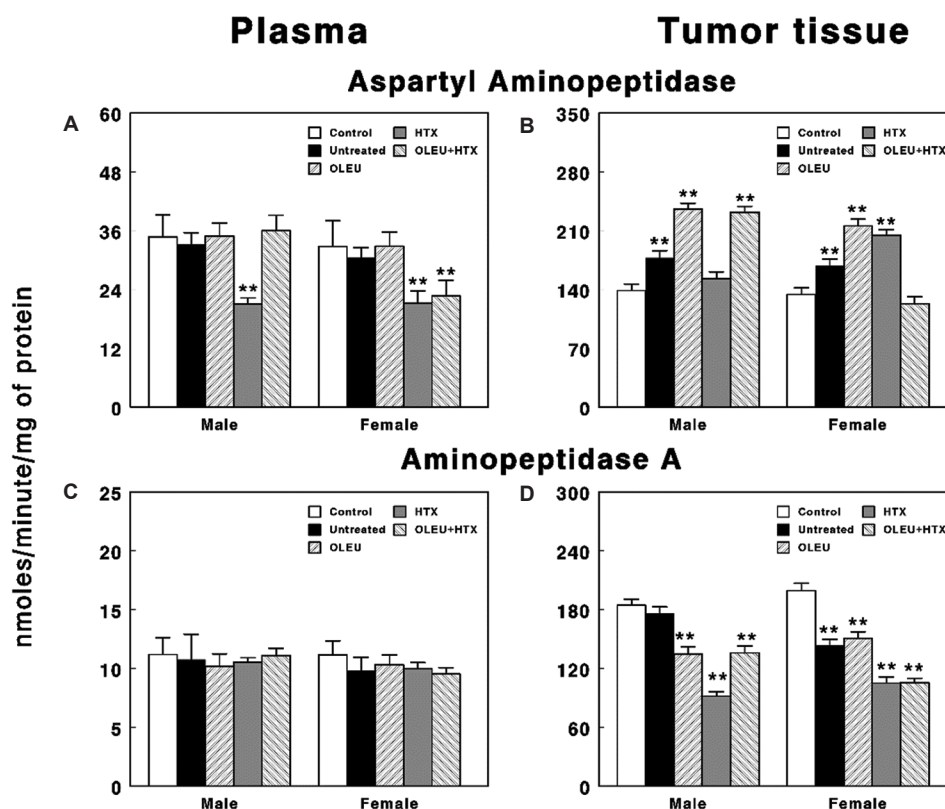 Plasma
Tumor tissue
Aspartyl Aminopeptidase
nmoles/minute/mg of protein
A
60
48
36
24
12
0
Control
HTX
Untreated
OLEU+HTX
OLEU
**
**
**
Male
Female
B
350
280
210
140
70
0
Control
HTX
Untreated
OLEU+HTX
OLEU
**
**
**
**
**
**
Male
Female
Aminopeptidase A
C
25
20
15
10
5
0
Control
HTX
Untreated
OLEU+HTX
OLEU
Male
Female
D
300
240
180
120
60
0
Control
HTX
Untreated
OLEU+HTX
OLEU
**
**
**
**
**
**
**
Male
Female